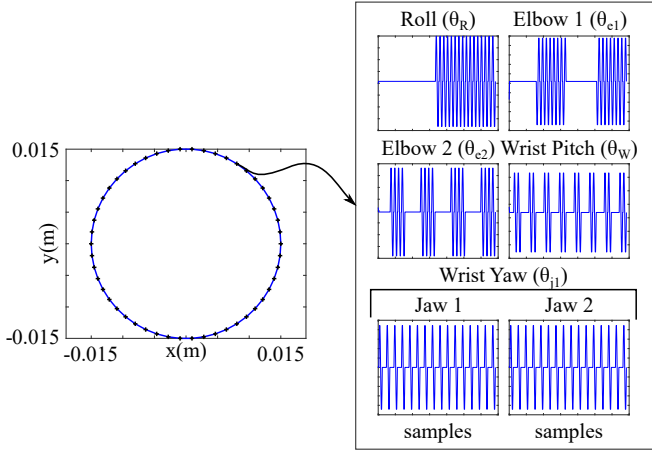 Roll (θR) Elbow 1 (θe1)
0.015
y(m)
-0.015
-0.015 x(m) 0.015
Elbow 2 (θe2) Wrist Pitch (θW)
Wrist Yaw (θj1)
Jaw 1 Jaw 2
samples samples